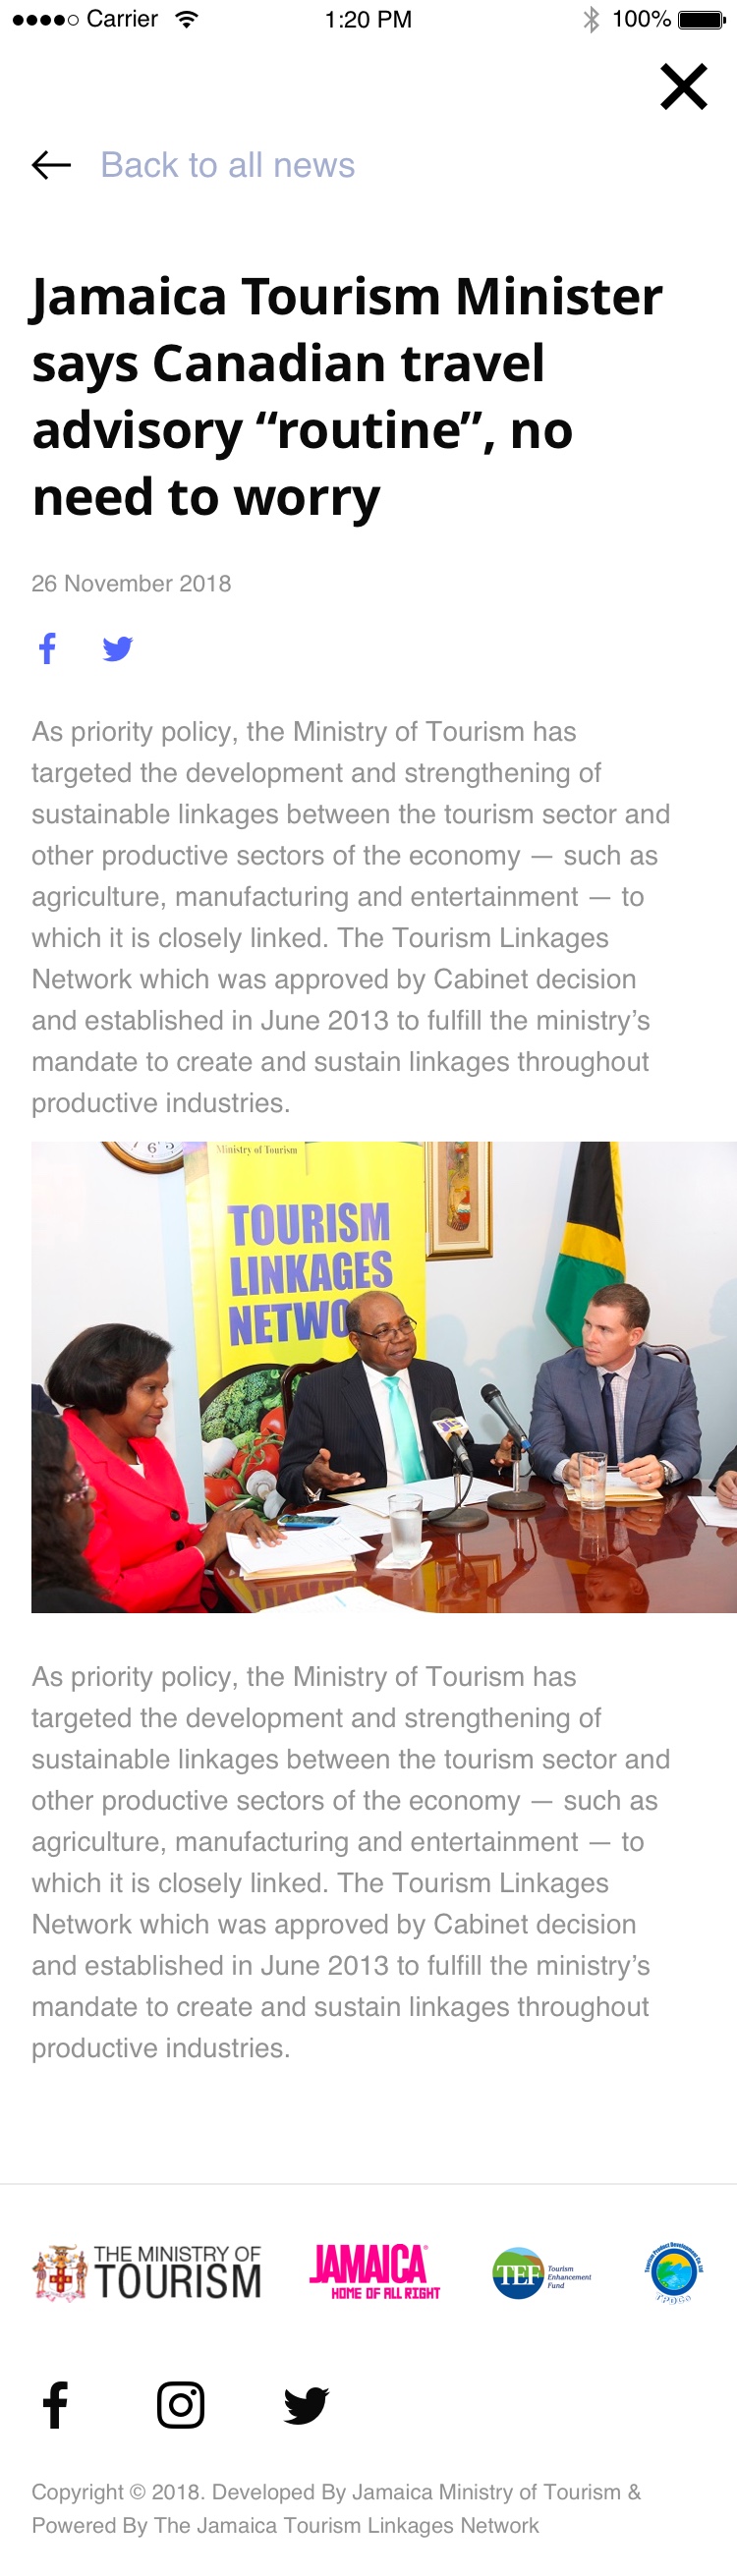 Carrier 1:20 PM 100%
Back to all news
Jamaica Tourism Minister
says Canadian travel
advisory “routine”, no
need to worry
26 November 2018
As priority policy, the Ministry of Tourism has
targeted the development and strengthening of
sustainable linkages between the tourism sector and
other productive sectors of the economy — such as
agriculture, manufacturing and entertainment — to
which it is closely linked. The Tourism Linkages
Network which was approved by Cabinet decision
and established in June 2013 to fulfill the ministry’s
mandate to create and sustain linkages throughout
productive industries.
6 5
Ministry of Tourism
TOURISM
LINKAGES
NETWO
As priority policy, the Ministry of Tourism has
targeted the development and strengthening of
sustainable linkages between the tourism sector and
other productive sectors of the economy — such as
agriculture, manufacturing and entertainment — to
which it is closely linked. The Tourism Linkages
Network which was approved by Cabinet decision
and established in June 2013 to fulfill the ministry’s
mandate to create and sustain linkages throughout
productive industries.
THE MINISTRY OF
TOURISM
JAMAICA®
HOME OF ALL RIGHT
TEF
Tourism
Enhancement
Fund
Tourism Product Development Co Ltd
TPDCo
Copyright © 2018. Developed By Jamaica Ministry of Tourism &
Powered By The Jamaica Tourism Linkages Network